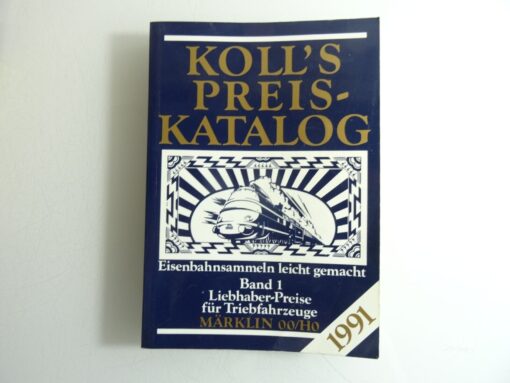 KOLL'S
PREIS-
KATALOG
Eisenbahnsammeln leicht gemacht
Band 1
Liebhaber-Preise
für Triebfahrzeuge
MÄRKLIN 00/H0
1991